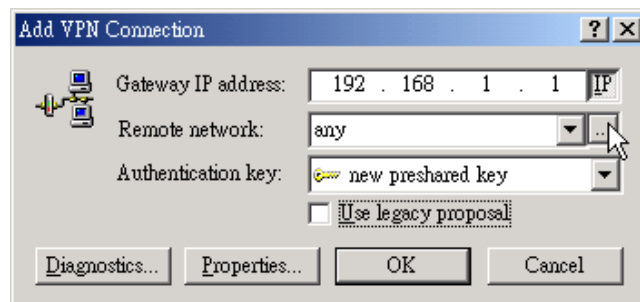 Add VPN Connection ? X
Gateway IP address: 192 . 168 . 1 . 1 IP
Remote network: any ...
Authentication key: new preshared key
Use legacy proposal
Diagnostics... Properties... OK Cancel